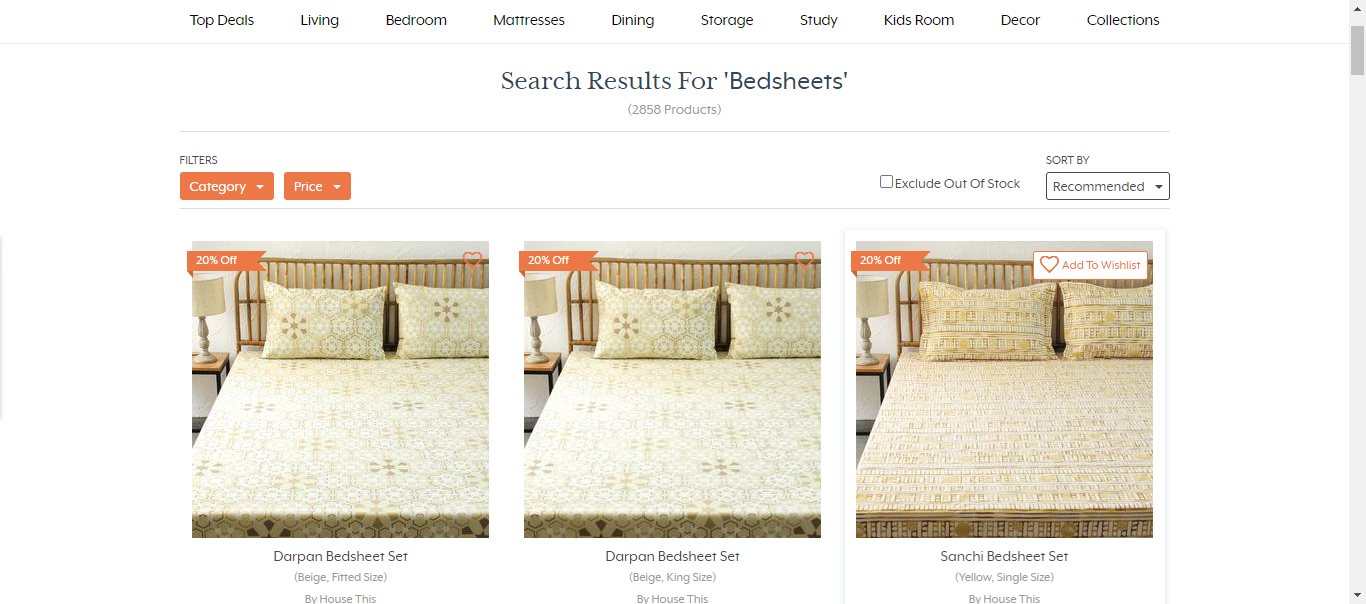 Top Deals Living Bedroom Mattresses Dining Storage Study Kids Room Decor Collections
Search Results For 'Bedsheets'
(2858 Products)
FILTERS
Category Price
Exclude Out Of Stock
SORT BY
Recommended
20% Off
20% Off
20% Off
Add To Wishlist
Darpan Bedsheet Set
(Beige, Fitted Size)
By House This
Darpan Bedsheet Set
(Beige, King Size)
By House This
Sanchi Bedsheet Set
(Yellow, Single Size)
By House This